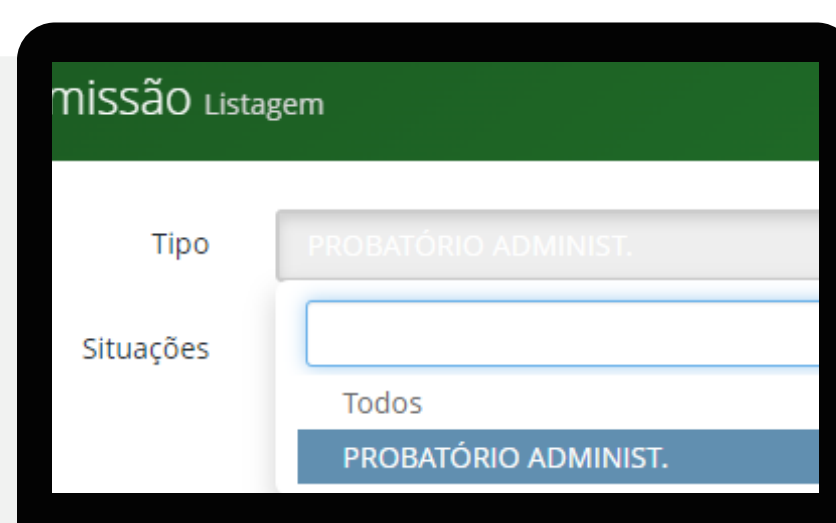 missão Listagem
Tipo
PROBATÓRIO ADMINIST.
Situações
Todos
PROBATÓRIO ADMINIST.